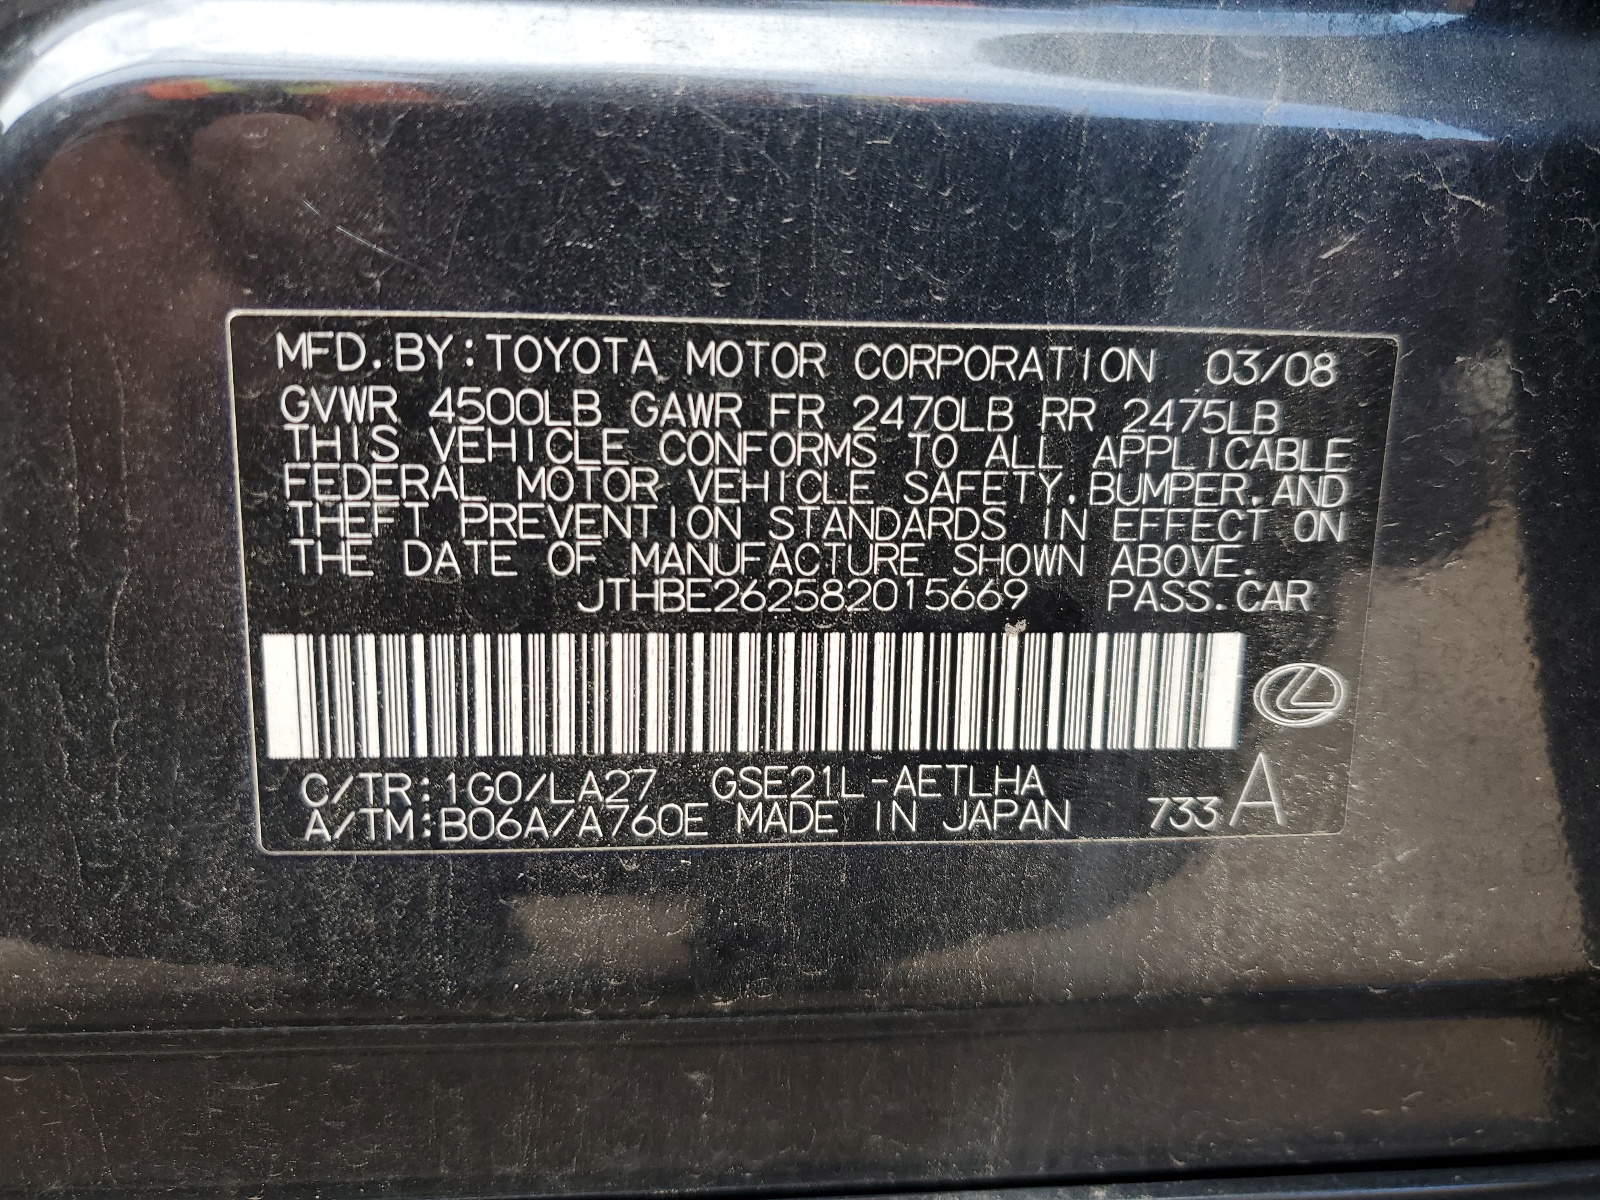 MFD.BY:TOYOTA MOTOR CORPORATION 03/08
GVWR 4500LB GAWR FR 2470LB RR 2475LB
THIS VEHICLE CONFORMS TO ALL APPLICABLE
FEDERAL MOTOR VEHICLE SAFETY,BUMPER,AND
THEFT PREVENTION STANDARDS IN EFFECT ON
THE DATE OF MANUFACTURE SHOWN ABOVE.
JTHBE262582015669 PASS.CAR
C/TR:1G0/LA27 GSE21L-AETLHA
A/TM:B06A/A760E MADE IN JAPAN 733 A